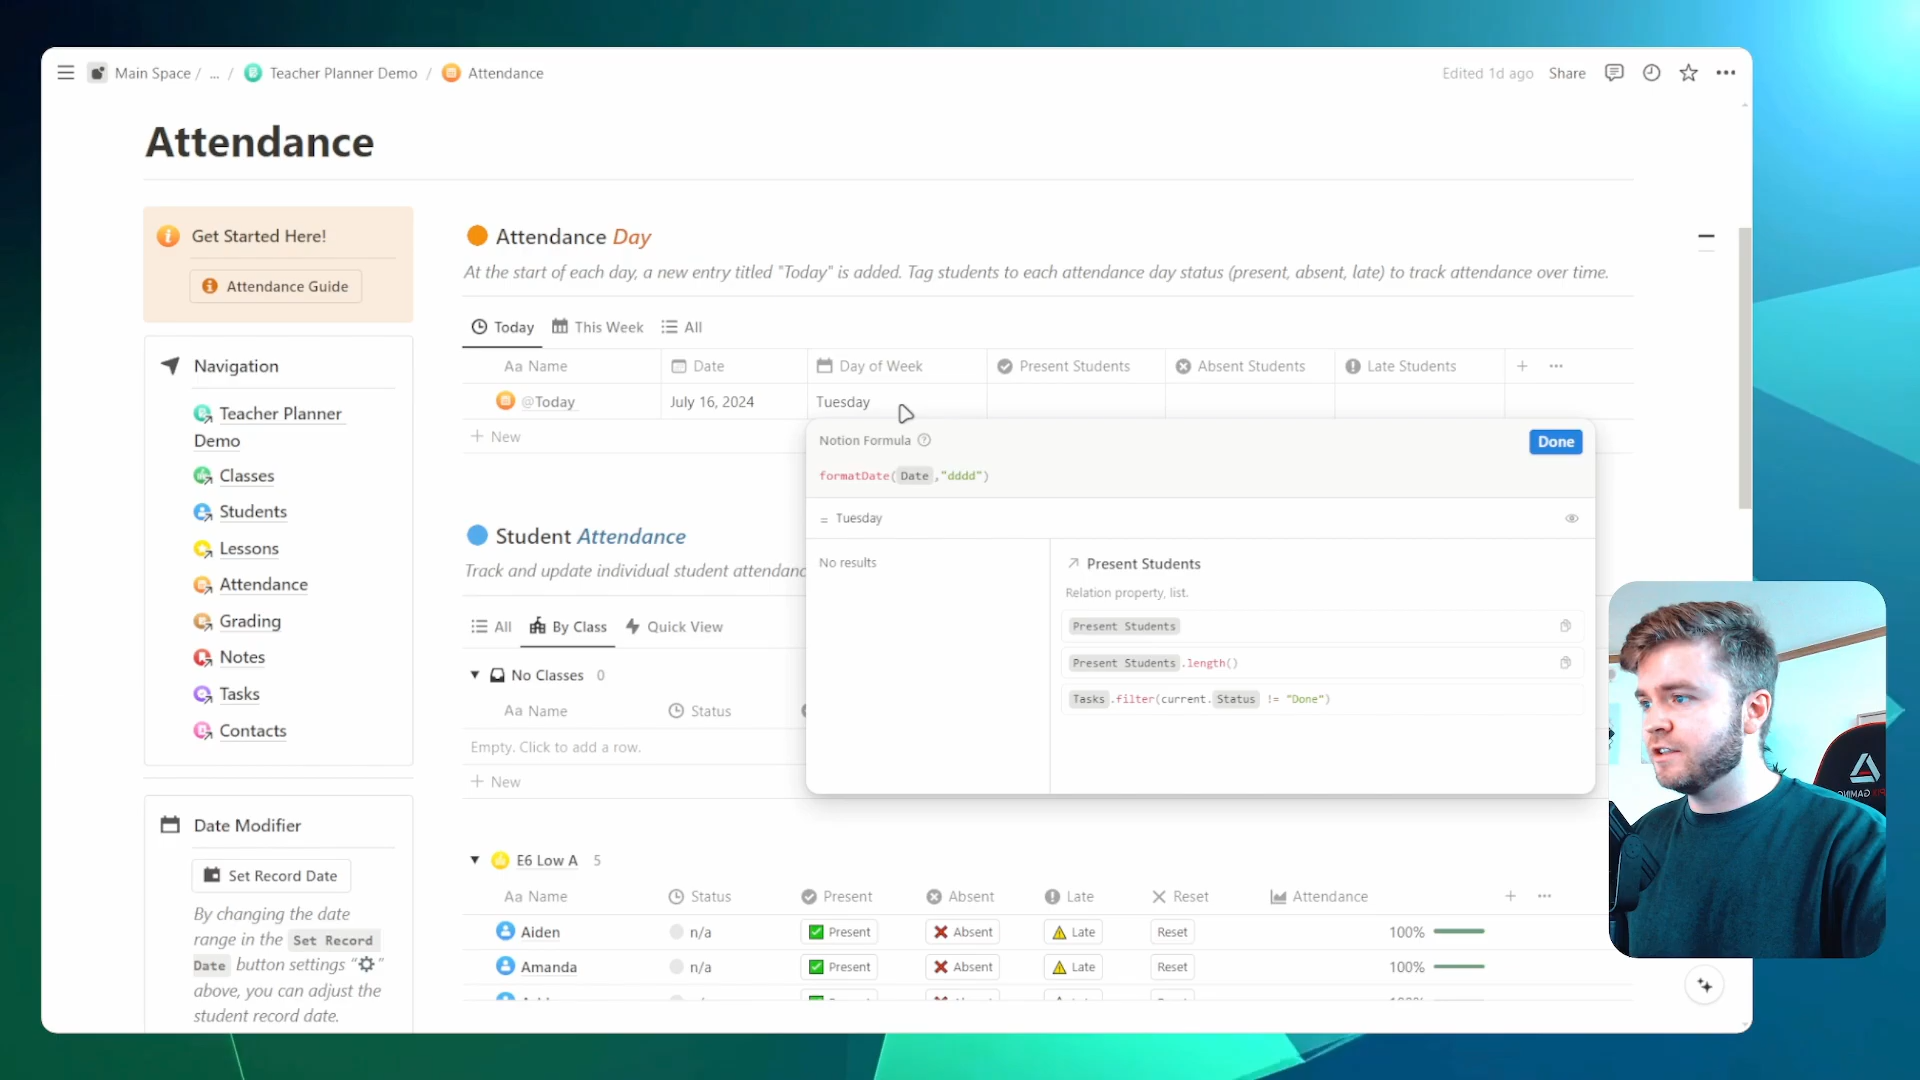 Main Space / ... / Teacher Planner Demo / Attendance
Edited 1d ago Share
Attendance
Get Started Here!
Attendance Guide
Navigation
Teacher Planner
Demo
Classes
Students
Lessons
Attendance
Grading
Notes
Tasks
Contacts
Date Modifier
Set Record Date
By changing the date
range in the Set Record
Date button settings “⚙”
above, you can adjust the
student record date.
Attendance Day
At the start of each day, a new entry titled "Today" is added. Tag students to each attendance day status (present, absent, late) to track attendance over time.
Today This Week All
Aa Name Date Day of Week Present Students Absent Students Late Students
@Today July 16, 2024 Tuesday
+ New
Notion Formula
Done
formatDate(Date,"dddd")
= Tuesday
No results
Present Students
Relation property, list.
Present Students
Present Students.length()
Tasks.filter(current.Status != "Done")
Student Attendance
Track and update individual student attendanc
All By Class Quick View
No Classes 0
Aa Name Status
Empty. Click to add a row.
+ New
E6 Low A 5
Aa Name Status Present Absent Late Reset Attendance
Aiden n/a Present Absent Late Reset 100%
Amanda n/a Present Absent Late Reset 100%